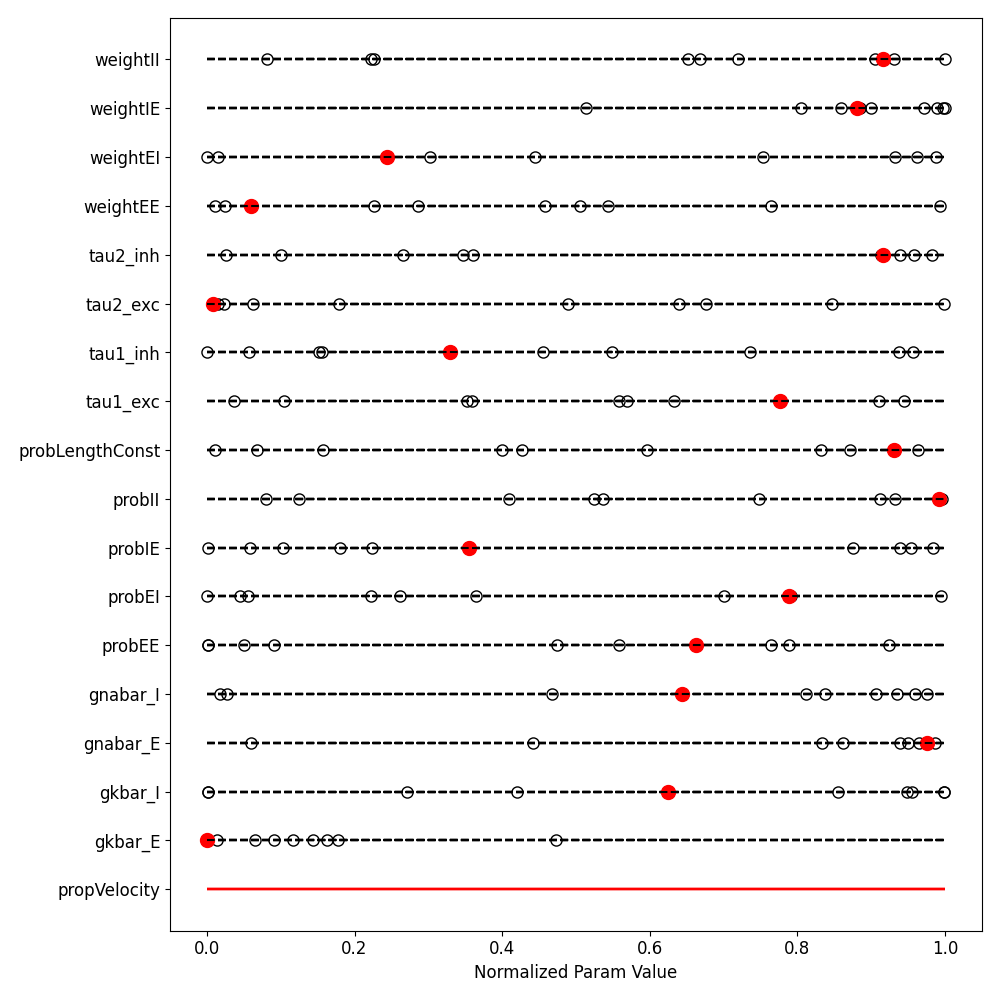 weightII
weightIE
weightEI
weightEE
tau2_inh
tau2_exc
tau1_inh
tau1_exc
probLengthConst
probII
probIE
probEI
probEE
gnabar_I
gnabar_E
gkbar_I
gkbar_E
propVelocity
0.0 0.2 0.4 0.6 0.8 1.0
Normalized Param Value